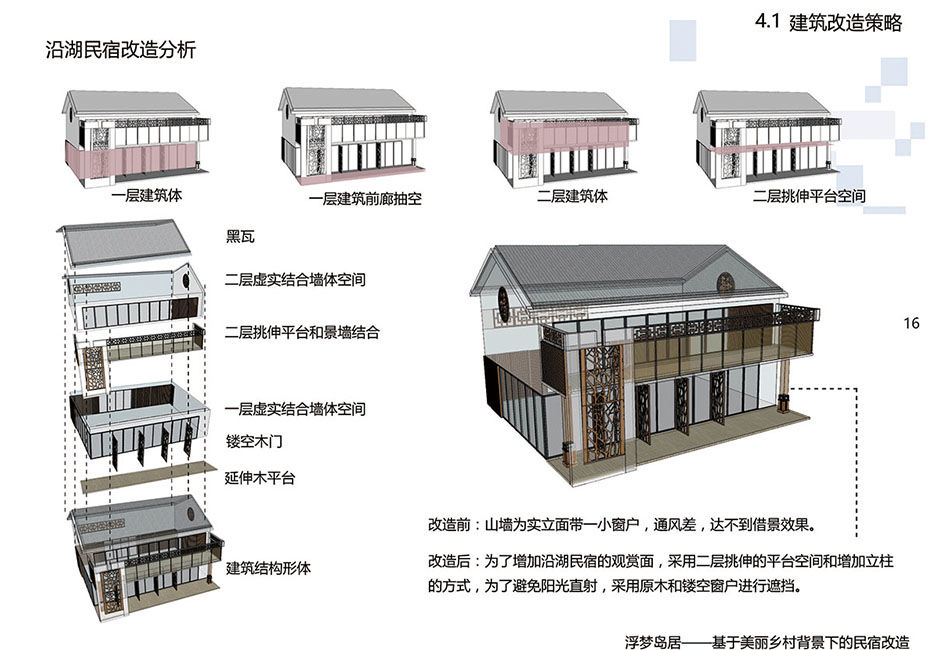 4.1 建筑改造策略
沿湖民宿改造分析
一层建筑体
一层建筑前廊抽空
二层建筑体
二层挑伸平台空间
黑瓦
二层虚实结合墙体空间
二层挑伸平台和景墙结合
一层虚实结合墙体空间
镂空木门
延伸木平台
建筑结构形体
16
改造前：山墙为实立面带一小窗户，通风差，达不到借景效果。
改造后：为了增加沿湖民宿的观赏面，采用二层挑伸的平台空间和增加立柱
的方式，为了避免阳光直射，采用原木和镂空窗户进行遮挡。
浮梦岛居——基于美丽乡村背景下的民宿改造